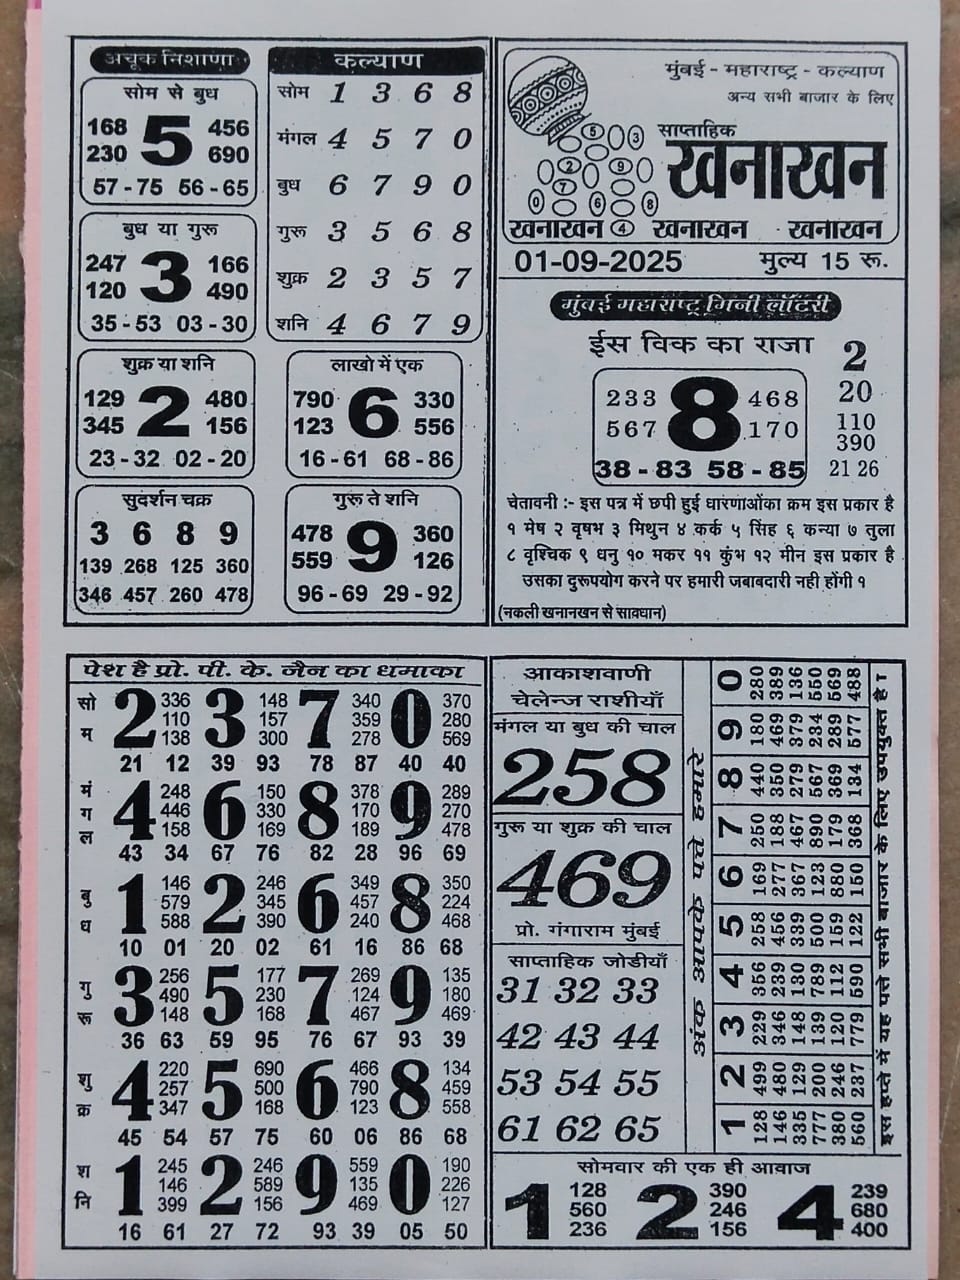 अचूक निशाणा
सोम से बुध
168 5 456
230 690
57 - 75 56 - 65
बुध या गुरू
247 3 166
120 490
35 - 53 03 - 30
शुक्र या शनि
129 2 480
345 156
23 - 32 02 - 20
सुदर्शन चक्र
3 6 8 9
139 268 125 360
346 457 260 478
कल्याण
सोम 1 3 6 8
मंगल 4 5 7 0
बुध 6 7 9 0
गुरू 3 5 6 8
शुक्र 2 3 5 7
शनि 4 6 7 9
लाखो में एक
790 6 330
123 556
16 - 61 68 - 86
गुरू ते शनि
478 9 360
559 126
96 - 69 29 - 92
मुंबई - महाराष्ट्र - कल्याण
अन्य सभी बाजार के लिए
साप्ताहिक
खनाखन
5 3
2 9
7
0 6 8
खनाखन 4 खनाखन खनाखन
01-09-2025 मुल्य 15 रू.
मुंबई महाराष्ट्र गिनी लॉटरी
ईस विक का राजा
233 8 468
567 170
38 - 83 58 - 85
2
20
110
390
21 26
चेतावनी :- इस पत्र में छपी हुई धारणाओंका क्रम इस प्रकार है
१ मेष २ वृषभ ३ मिथुन ४ कर्क ५ सिंह ६ कन्या ७ तुला
८ वृश्चिक ९ धनु १० मकर ११ कुंभ १२ मीन इस प्रकार है
उसका दुरूपयोग करने पर हमारी जबाबदारी नही होंगी १
(नकली खनानखन से सावधान)
पेश है प्रो. पी. के. जैन का धमाका
सो 2 336 3 148 7 340 0 370
110 157 359 280
म 138 300 278 569
21 12 39 93 78 87 40 40
मं 4 248 6 150 8 378 9 289
ग 446 330 170 270
ल 158 169 189 478
43 34 67 76 82 28 96 69
बु 1 146 2 246 6 349 8 350
579 345 457 224
ध 588 390 240 468
10 01 20 02 61 16 86 68
गु 3 256 5 177 7 269 9 135
490 230 124 180
रू 148 168 467 469
36 63 59 95 76 67 93 39
शु 4 220 5 690 6 466 8 134
257 500 790 459
क्र 347 168 123 558
45 54 57 75 60 06 86 68
श 1 245 2 246 9 559 0 190
146 589 135 226
नि 399 156 469 127
16 61 27 72 93 39 05 50
आकाशवाणी
चेलेन्ज राशीयाँ
मंगल या बुध की चाल
258
गुरू या शुक्र की चाल
469
प्रो. गंगाराम मुंबई
साप्ताहिक जोडीयाँ
31 32 33
42 43 44
53 54 55
61 62 65
अंक आपके पत्ते हमारे
0 280 389 136 550 569 488
9 180 469 379 234 289 577
8 440 350 279 567 369 134
7 250 188 467 890 179 368
6 169 277 367 123 880 150
5 258 456 339 500 159 122
4 356 239 130 789 112 590
3 229 346 148 139 120 779
2 499 480 129 200 246 237
1 128 146 335 777 380 560
इस हप्ते में यह पत्ते सभी बाजार के लिए उपयुक्त है।
सोमवार की एक ही आवाज
1 128 2 390 4 239
560 246 680
236 156 400